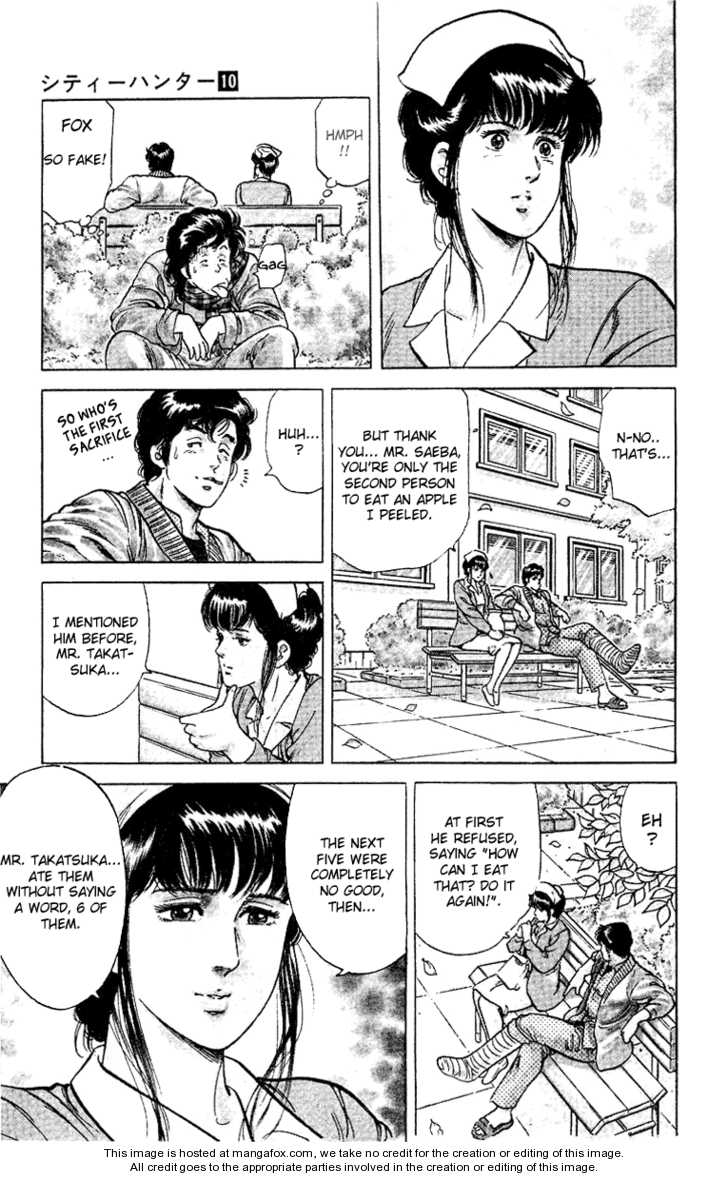 シティーハンター10
HMPH
!!
FOX
SO FAKE!
GAG
N-NO..
THAT'S...
BUT THANK
YOU... MR. SAEBA,
YOU'RE ONLY THE
SECOND PERSON
TO EAT AN APPLE
I PEELED.
HUH...
?
SO WHO'S
THE FIRST
SACRIFICE
...
I MENTIONED
HIM BEFORE,
MR. TAKAT-
SUKA...
EH
?
AT FIRST
HE REFUSED,
SAYING "HOW
CAN I EAT
THAT? DO IT
AGAIN!".
THE NEXT
FIVE WERE
COMPLETELY
NO GOOD,
THEN...
MR. TAKATSUKA...
ATE THEM
WITHOUT SAYING
A WORD, 6 OF
THEM.
This image is hosted at mangafox.com, we take no credit for the creation or editing of this image.
All credit goes to the appropriate parties involved in the creation or editing of this image.